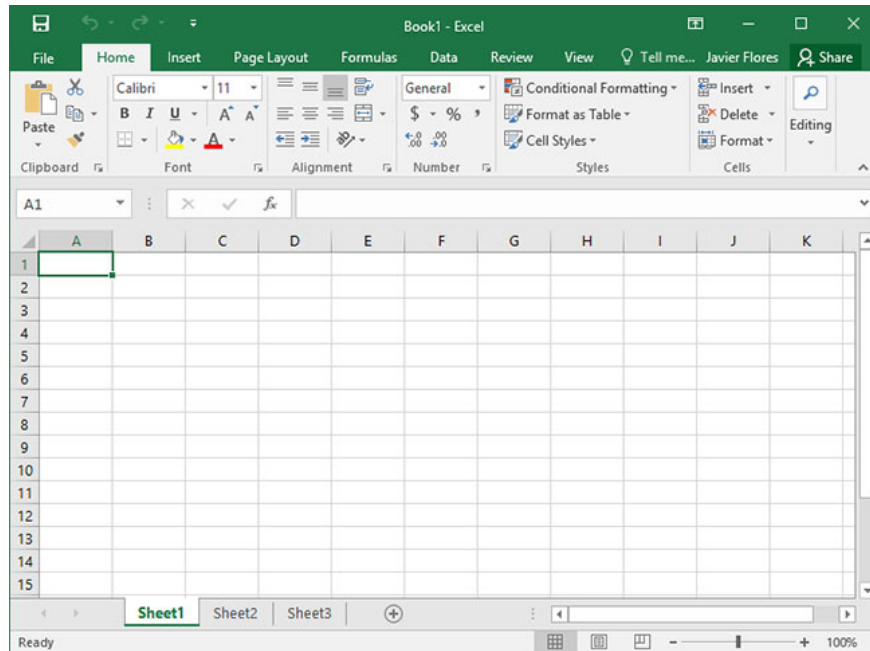 Book1 - Excel
File Home Insert Page Layout Formulas Data Review View Tell me... Javier Flores Share
Calibri 11 General Conditional Formatting Insert
Paste B I U A A $ % , Format as Table Delete Editing
A .00 .0 Cell Styles Format
Clipboard Font Alignment Number Styles Cells
A1 fx
A B C D E F G H I J K
1
2
3
4
5
6
7
8
9
10
11
12
13
14
15
Sheet1 Sheet2 Sheet3
Ready 100%